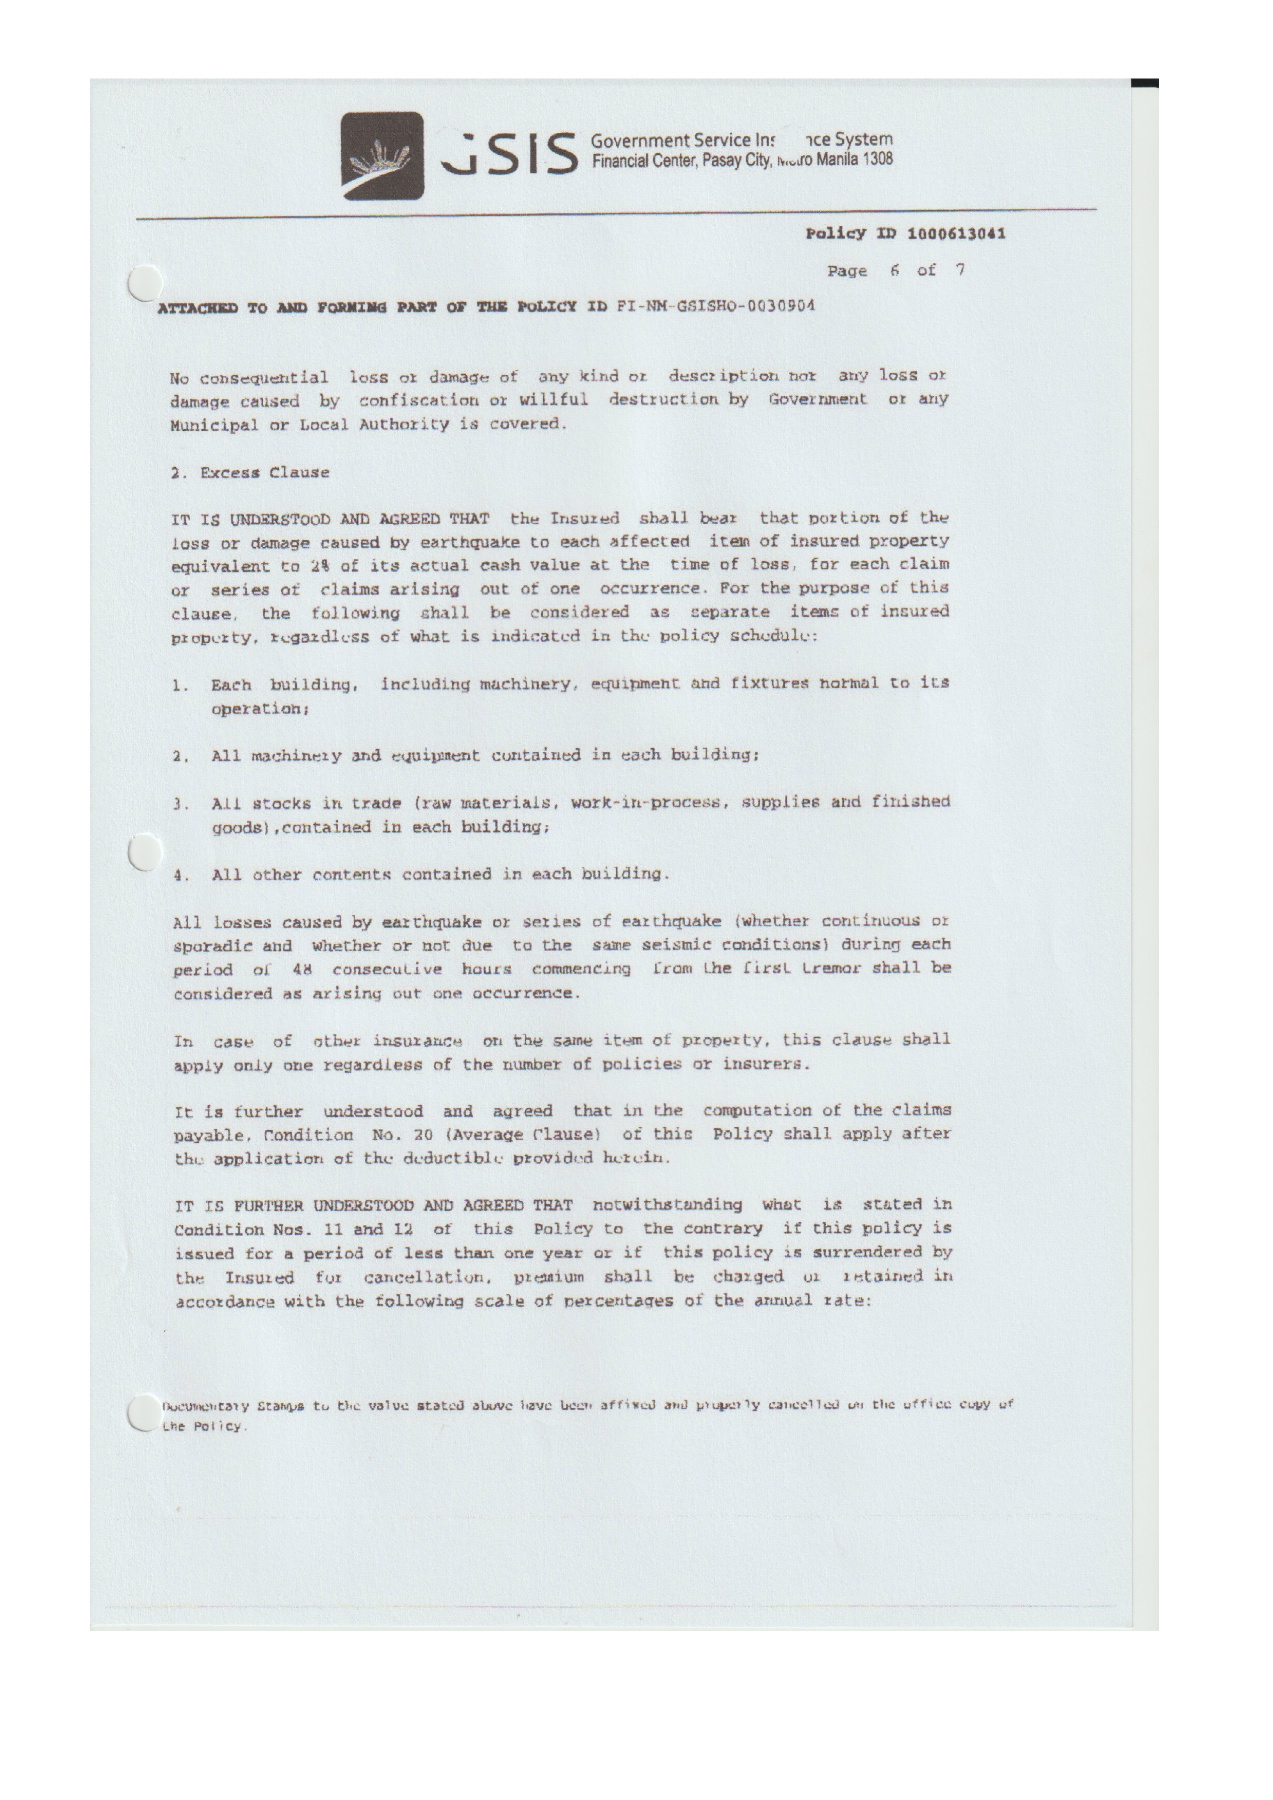 GSIS Government Service Ins nce System
Financial Center, Pasay City, Metro Manila 1308
Policy ID 1000613041
Page 6 of 7
ATTACHED TO AND FORMING PART OF THE POLICY ID FI-NM-GSISHO-0030904
No consequential loss or damage of any kind or description nor any loss or
damage caused by confiscation or willful destruction by Government or any
Municipal or Local Authority is covered.
2. Excess Clause
IT IS UNDERSTOOD AND AGREED THAT the Insured shall bear that portion of the
loss or damage caused by earthquake to each affected item of insured property
equivalent to 2% of its actual cash value at the time of loss, for each claim
or series of claims arising out of one occurrence. For the purpose of this
clause, the following shall be considered as separate items of insured
property, regardless of what is indicated in the policy schedule:
1. Each building, including machinery, equipment and fixtures normal to its
operation;
2. All machinery and equipment contained in each building;
3. All stocks in trade (raw materials, work-in-process, supplies and finished
goods),contained in each building;
4. All other contents contained in each building.
All losses caused by earthquake or series of earthquake (whether continuous or
sporadic and whether or not due to the same seismic conditions) during each
period of 48 consecutive hours commencing from the first tremor shall be
considered as arising out one occurrence.
In case of other insurance on the same item of property, this clause shall
apply only one regardless of the number of policies or insurers.
It is further understood and agreed that in the computation of the claims
payable, Condition No. 20 (Average Clause) of this Policy shall apply after
the application of the deductible provided herein.
IT IS FURTHER UNDERSTOOD AND AGREED THAT notwithstanding what is stated in
Condition Nos. 11 and 12 of this Policy to the contrary if this policy is
issued for a period of less than one year or if this policy is surrendered by
the Insured for cancellation, premium shall be charged or retained in
accordance with the following scale of percentages of the annual rate:
Documentary Stamps to the value stated above have been affixed and properly cancelled on the office copy of
the Policy.